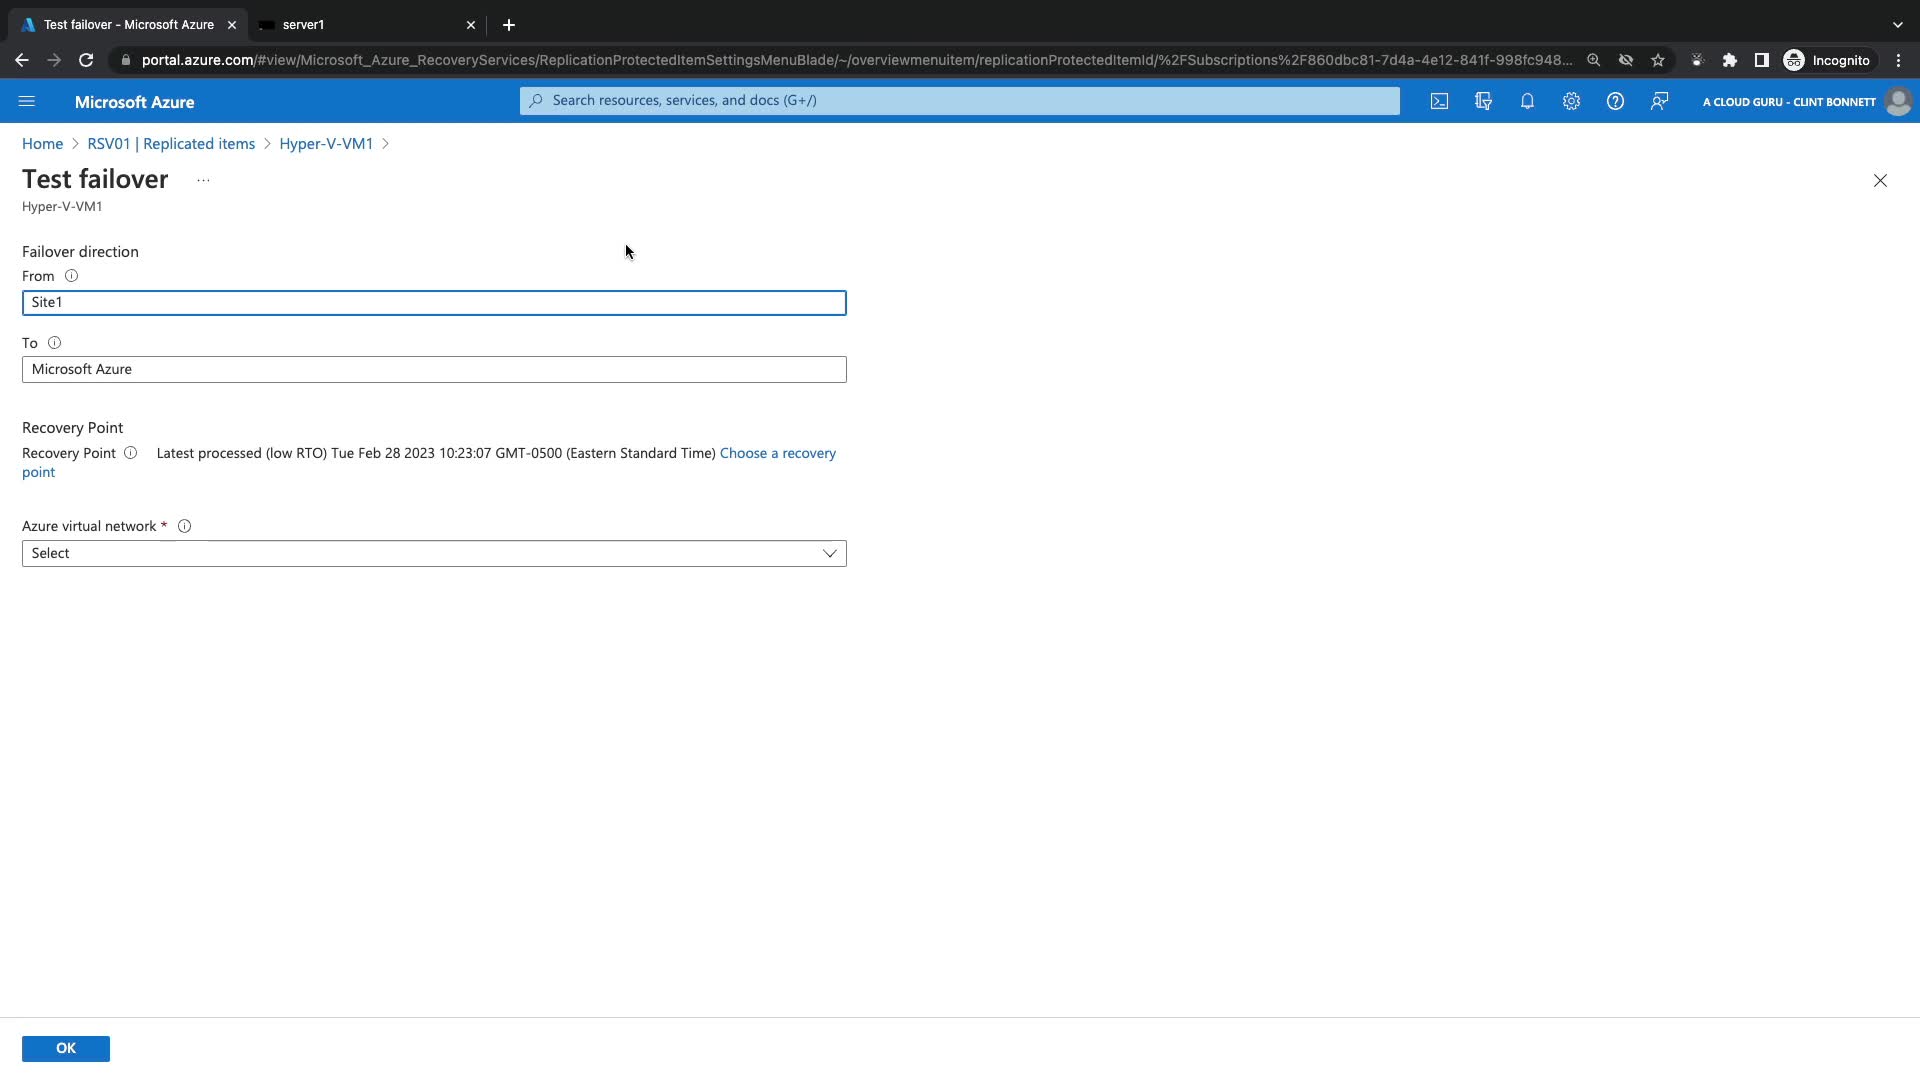 Test failover - Microsoft Azure
server1
portal.azure.com/#view/Microsoft_Azure_RecoveryServices/ReplicationProtectedItemSettingsMenuBlade/~/overviewmenuitem/replicationProtectedItemId/%2FSubscriptions%2F860dbc81-7d4a-4e12-841f-998fc948...
Incognito
Microsoft Azure
Search resources, services, and docs (G+/)
A CLOUD GURU - CLINT BONNETT
Home > RSV01 | Replicated items > Hyper-V-VM1 >
Test failover ...
Hyper-V-VM1
Failover direction
From
Site1
To
Microsoft Azure
Recovery Point
Recovery Point Latest processed (low RTO) Tue Feb 28 2023 10:23:07 GMT-0500 (Eastern Standard Time) Choose a recovery
point
Azure virtual network *
Select
OK